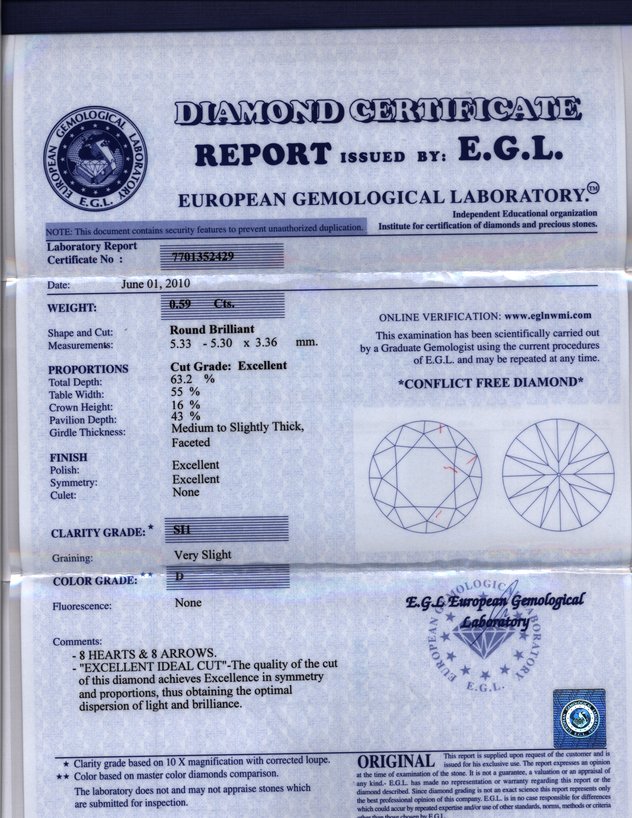 DIAMOND CERTIFICATE
REPORT ISSUED BY: E.G.L.
EUROPEAN GEMOLOGICAL LABORATORY.™
EUROPEAN GEMOLOGICAL LABORATORY
E.G.L.
Independent Educational organization
Institute for certification of diamonds and precious stones.
NOTE: This document contains security features to prevent unauthorized duplication.
Laboratory Report
Certificate No : 7701352429
Date: June 01, 2010
WEIGHT: 0.59 Cts.
Shape and Cut: Round Brilliant
Measurements: 5.33 - 5.30 x 3.36 mm.
PROPORTIONS Cut Grade: Excellent
Total Depth: 63.2 %
Table Width: 55 %
Crown Height: 16 %
Pavilion Depth: 43 %
Girdle Thickness: Medium to Slightly Thick,
Faceted
FINISH
Polish: Excellent
Symmetry: Excellent
Culet: None
CLARITY GRADE: * SI1
Graining: Very Slight
COLOR GRADE: ** D
Fluorescence: None
Comments:
- 8 HEARTS & 8 ARROWS.
- "EXCELLENT IDEAL CUT"-The quality of the cut
of this diamond achieves Excellence in symmetry
and proportions, thus obtaining the optimal
dispersion of light and brilliance.
★ Clarity grade based on 10 X magnification with corrected loupe.
★★ Color based on master color diamonds comparison.
The laboratory does not and may not appraise stones which
are submitted for inspection.
ONLINE VERIFICATION: www.eglnwmi.com
This examination has been scientifically carried out
by a Graduate Gemologist using the current procedures
of E.G.L. and may be repeated at any time.
*CONFLICT FREE DIAMOND*
E.G.L European Gemological
Laboratory
EUROPEAN GEMOLOGICAL LABORATORY
E.G.L.
ORIGINAL This report is supplied upon request of the customer and is
issued for his exclusive use. The report expresses an opinion
at the time of examination of the stone. It is not a guarantee, a valuation or an appraisal of
any kind.- E.G.L. has made no representation or warranty regarding this report or the
diamond described. Since diamond grading is not an exact science this report represents only
the best professional opinion of this company. E.G.L. is in no case responsible for differences
which could occur by repeated expertise and/or use of other standards, norms, methods or criteria
other than those chosen by E.G.L.